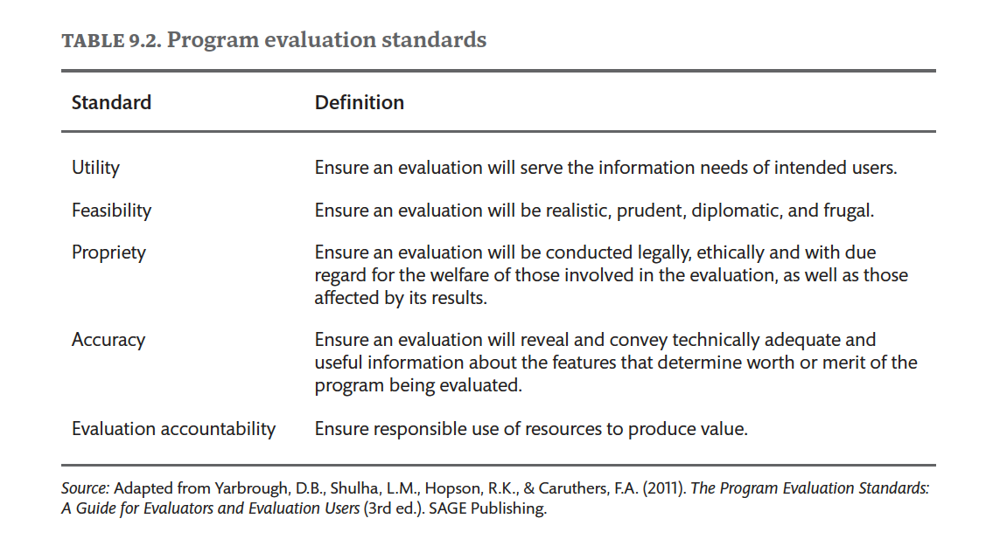 TABLE 9.2. Program evaluation standards
Standard Definition
Utility Ensure an evaluation will serve the information needs of intended users.
Feasibility Ensure an evaluation will be realistic, prudent, diplomatic, and frugal.
Propriety Ensure an evaluation will be conducted legally, ethically and with due
regard for the welfare of those involved in the evaluation, as well as those
affected by its results.
Accuracy Ensure an evaluation will reveal and convey technically adequate and
useful information about the features that determine worth or merit of the
program being evaluated.
Evaluation accountability Ensure responsible use of resources to produce value.
Source: Adapted from Yarbrough, D.B., Shulha, L.M., Hopson, R.K., & Caruthers, F.A. (2011). The Program Evaluation Standards:
A Guide for Evaluators and Evaluation Users (3rd ed.). SAGE Publishing.